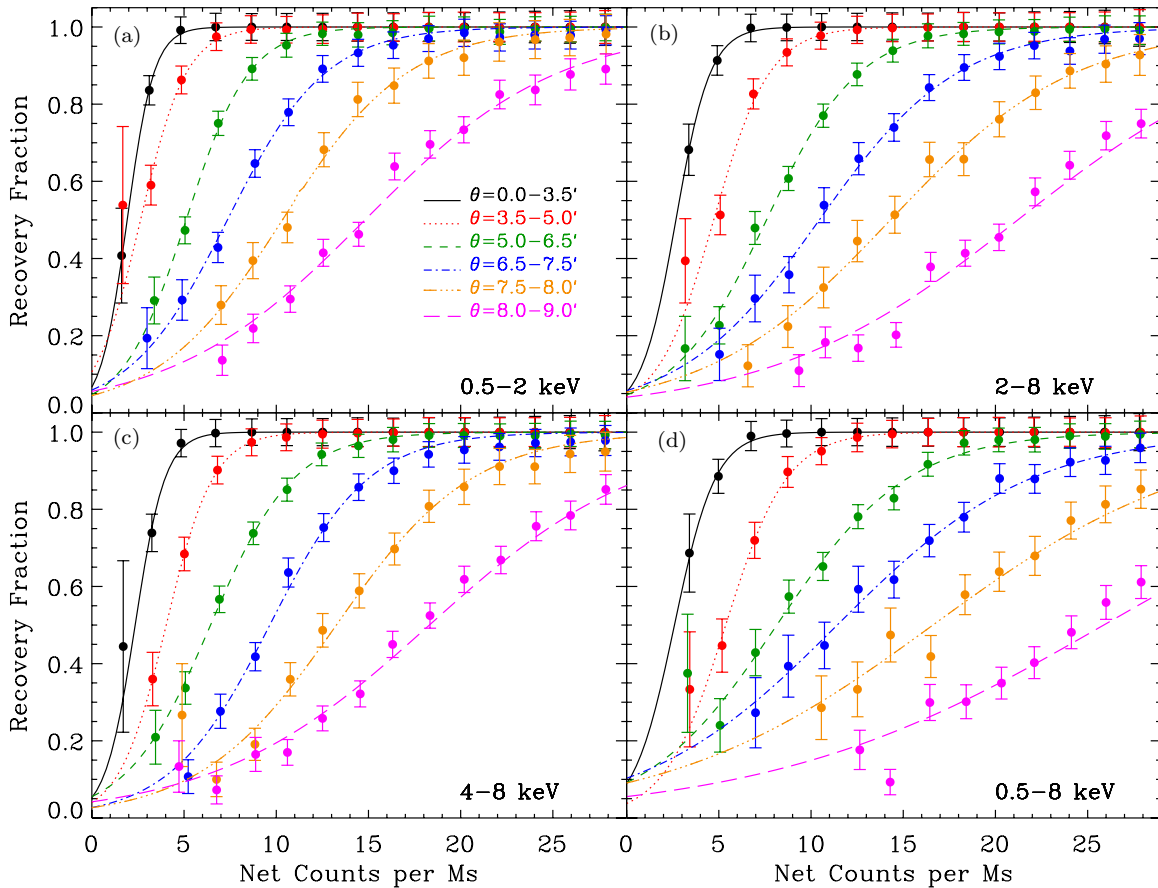 (a)
(b)
1.0
0.8
0.6
0.4
0.2
0.0
Recovery Fraction
θ=0.0−3.5'
θ=3.5−5.0'
θ=5.0−6.5'
θ=6.5−7.5'
θ=7.5−8.0'
θ=8.0−9.0'
0.5−2 keV
2−8 keV
(c)
(d)
1.0
0.8
0.6
0.4
0.2
0.0
Recovery Fraction
4−8 keV
0.5−8 keV
0 5 10 15 20 25
0 5 10 15 20 25
Net Counts per Ms
Net Counts per Ms